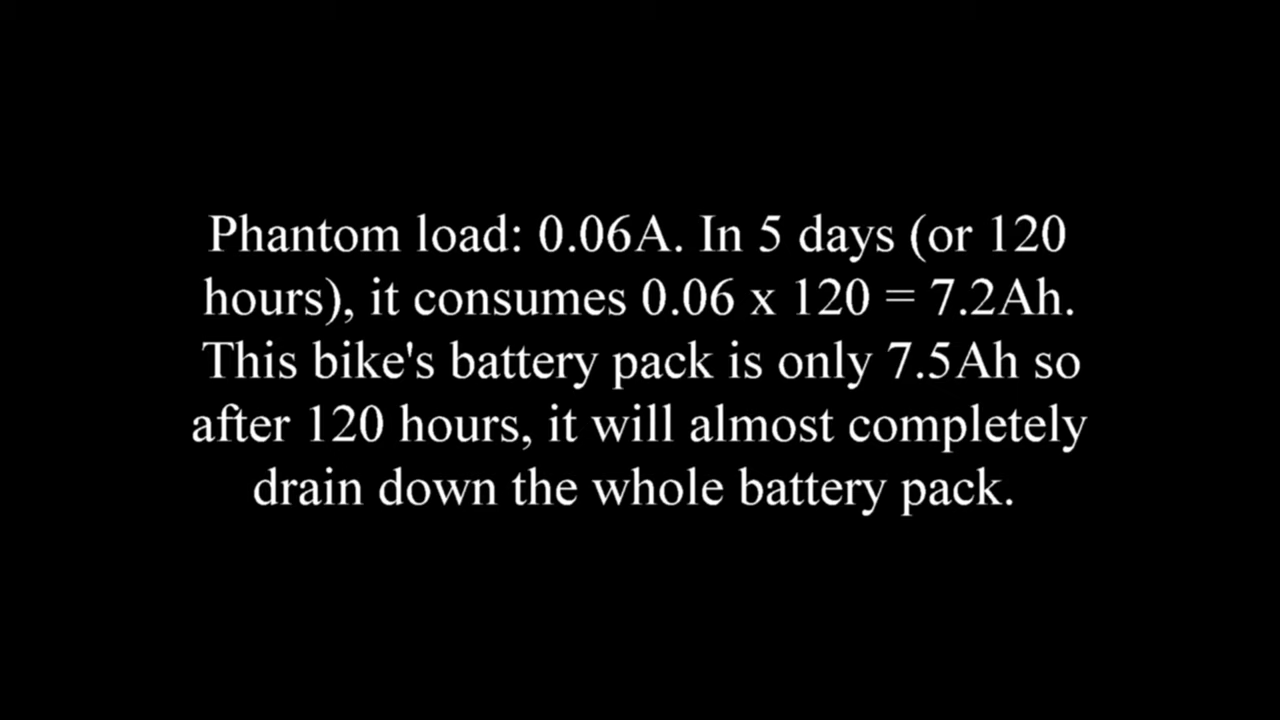 Phantom load: 0.06A. In 5 days (or 120
hours), it consumes 0.06 x 120 = 7.2Ah.
This bike's battery pack is only 7.5Ah so
after 120 hours, it will almost completely
drain down the whole battery pack.